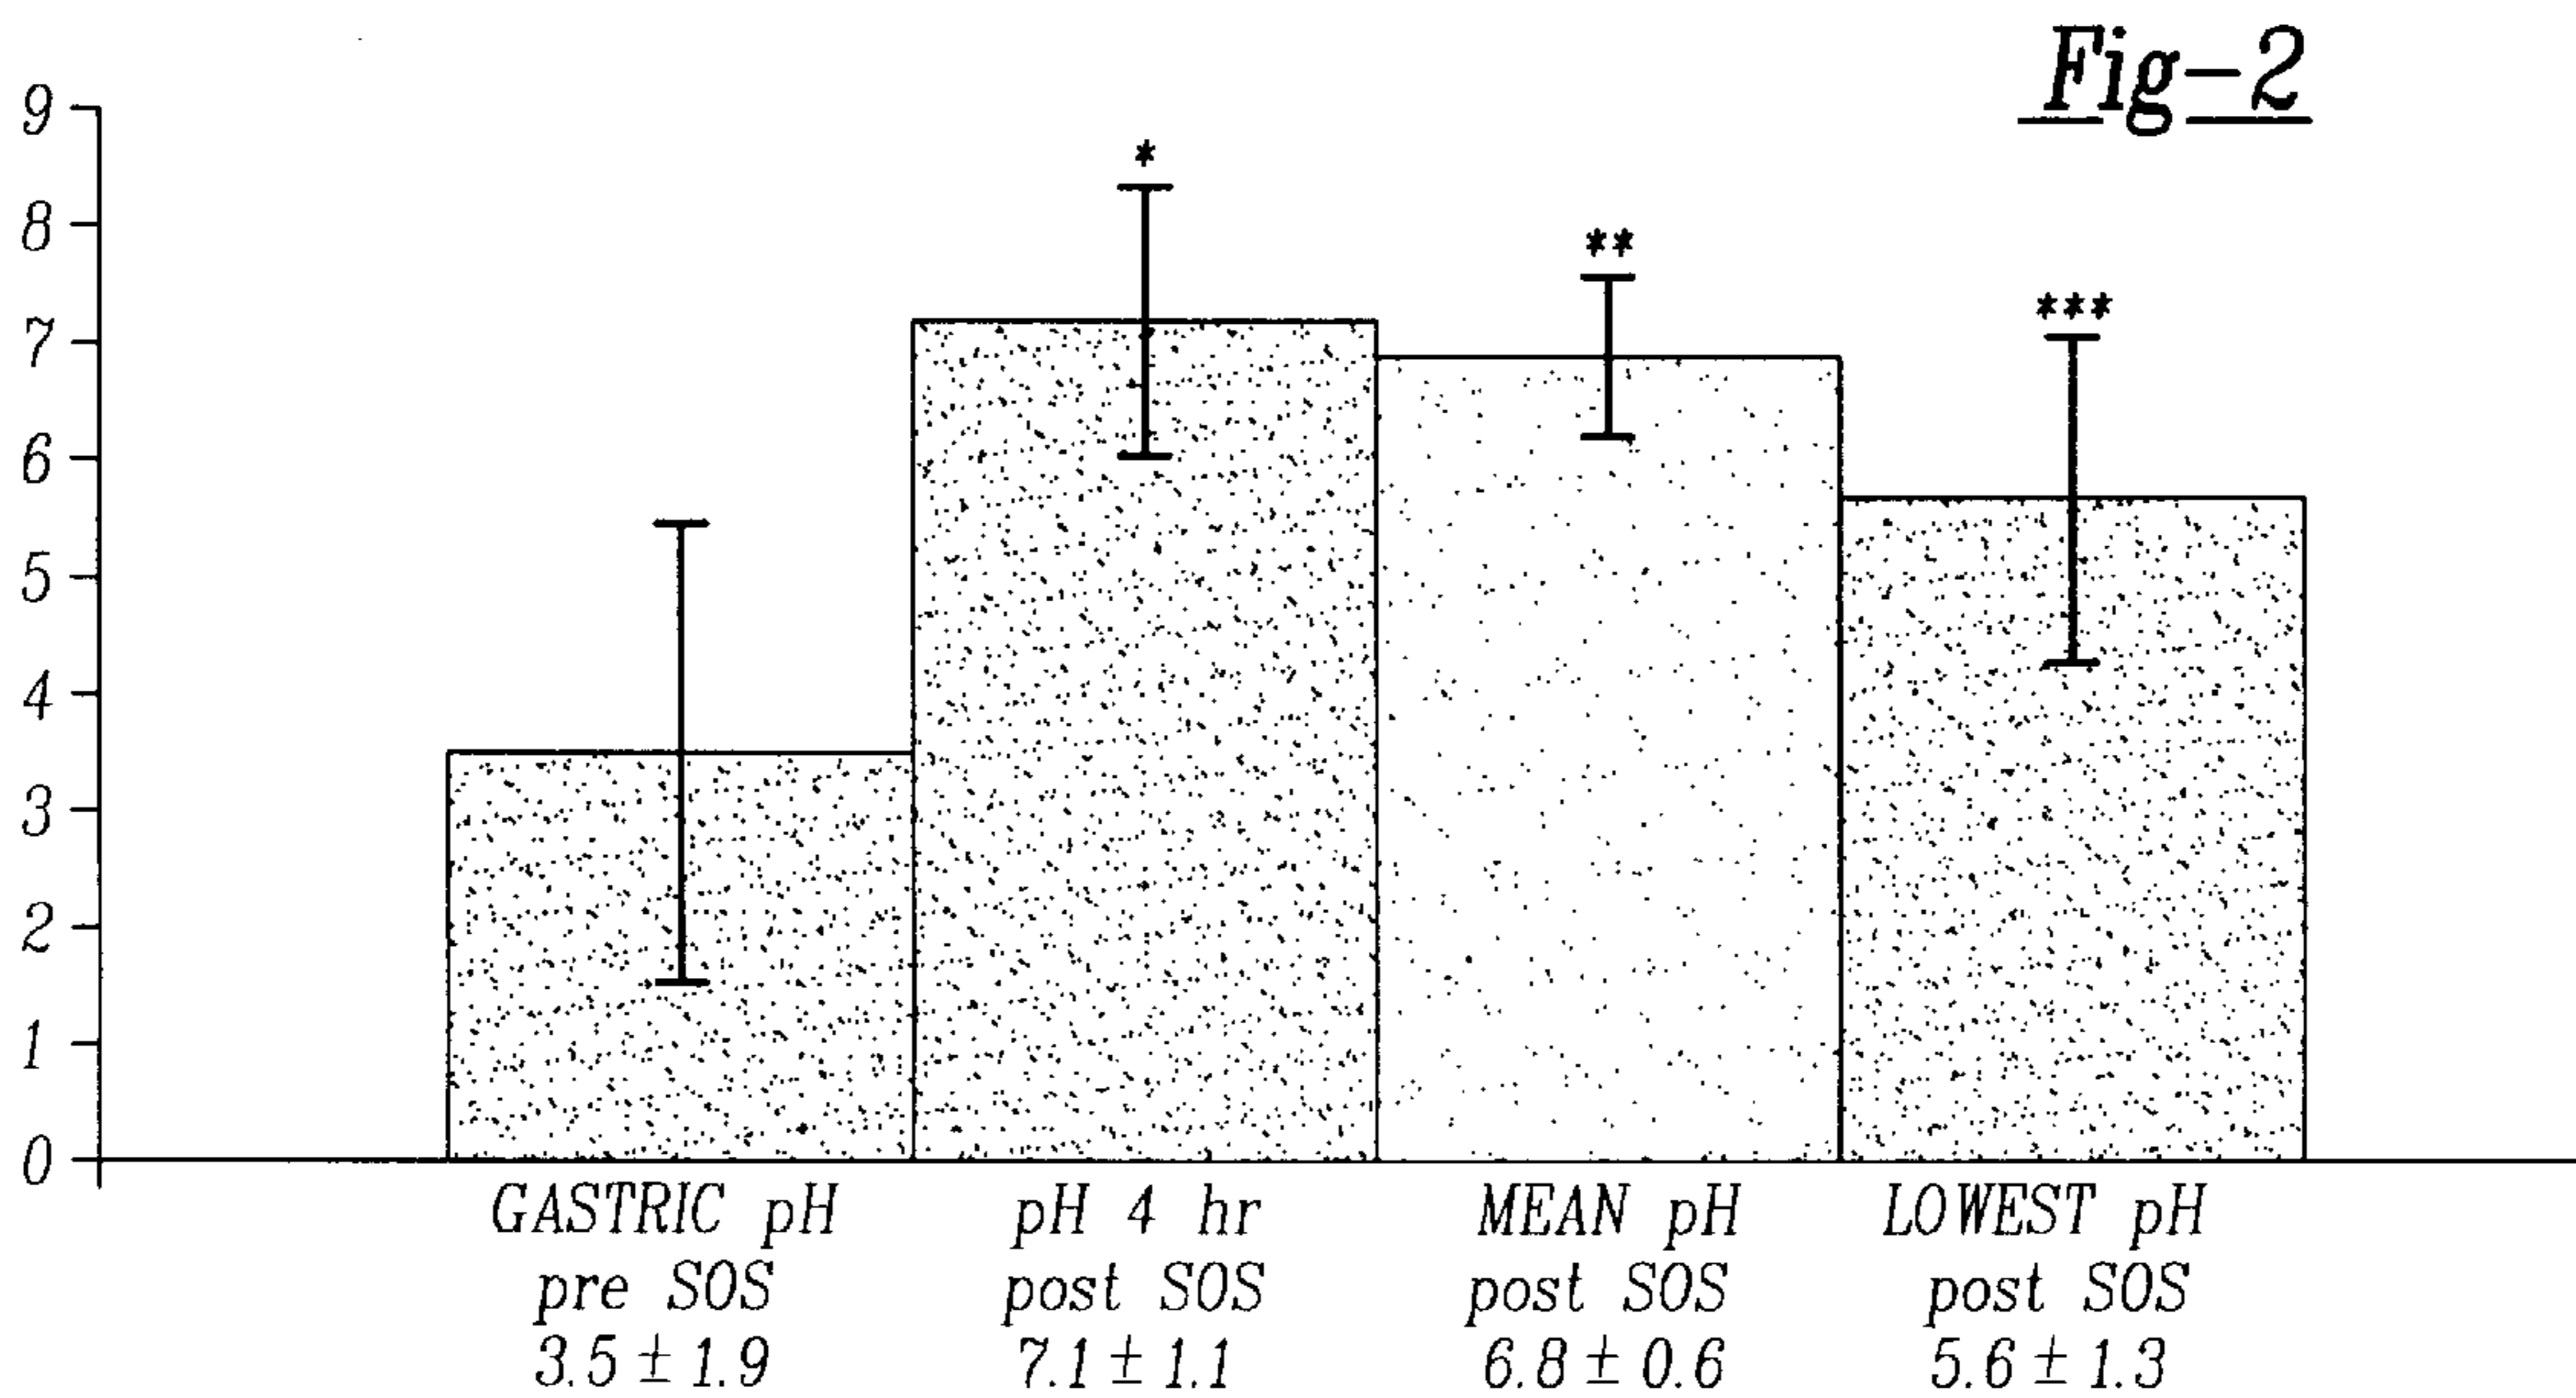 Fig-2
9
8
7
6
5
4
3
2
1
0
*
**
***
GASTRIC pH
pre SOS
3.5 ± 1.9
pH 4 hr
post SOS
7.1 ± 1.1
MEAN pH
post SOS
6.8 ± 0.6
LOWEST pH
post SOS
5.6 ± 1.3